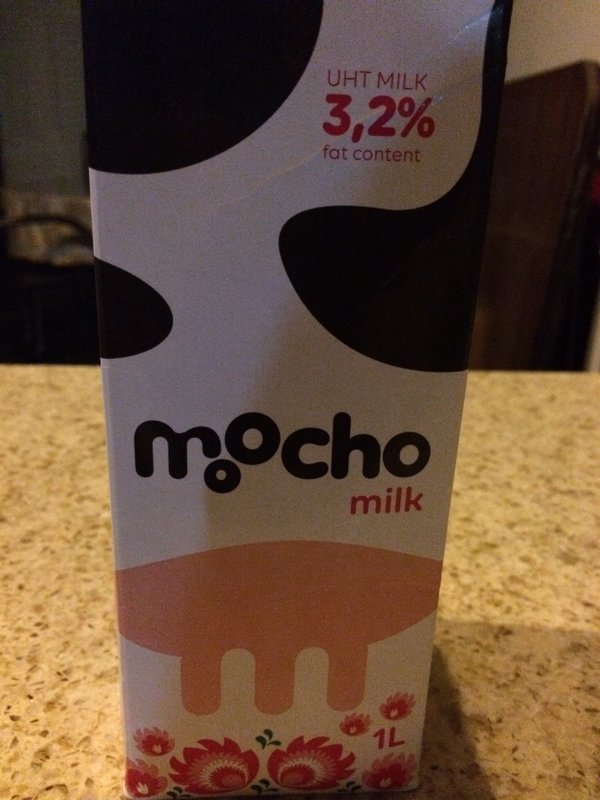 UHT MILK
3,2%
fat content
moocho
milk
1L